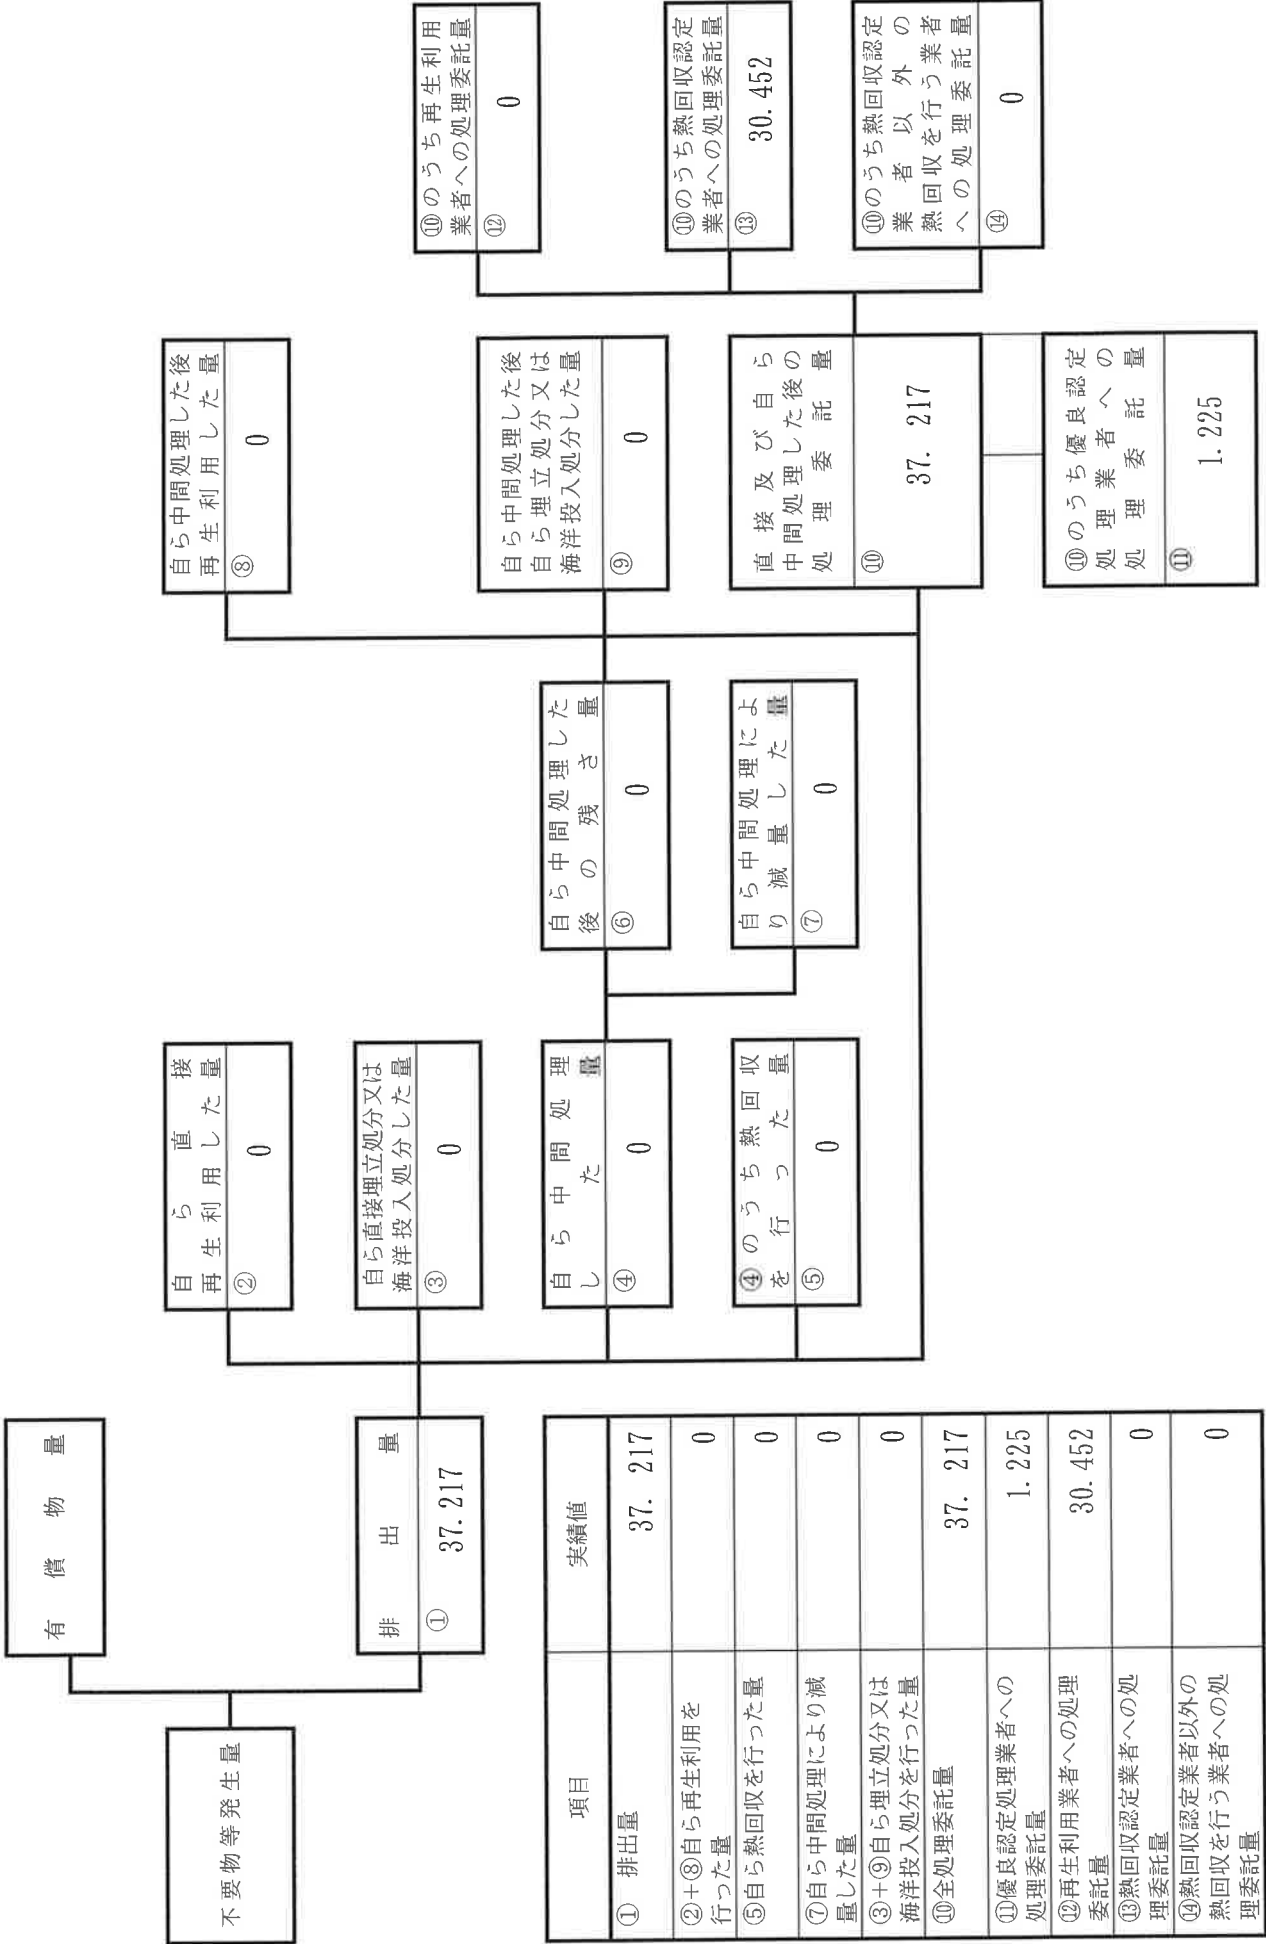 不要物等発生量
有償物量
排出量
① 37.217
自ら直接
再生利用した量
② 0
自ら直接埋立処分又は
海洋投入処分した量
③ 0
自ら中間処理
した量
④ 0
④のうち熱回収
を行った量
⑤ 0
自ら中間処理した
後の残さ量
⑥ 0
自ら中間処理によ
り減量した量
⑦ 0
自ら中間処理した後
再生利用した量
⑧ 0
自ら中間処理した後
自ら埋立処分又は
海洋投入処分した量
⑨ 0
直接及び自ら
中間処理した後の
処理委託量
⑩ 37. 217
⑩のうち優良認定
処理業者への
処理委託量
⑪ 1.225
⑩のうち再生利用
業者への処理委託量
⑫ 0
⑩のうち熱回収認定
業者への処理委託量
⑬ 30.452
⑩のうち熱回収認定
業者以外の
熱回収を行う業者
への処理委託量
⑭ 0
項目 実績値
① 排出量 37. 217
②+⑧自ら再生利用を
行った量 0
⑤自ら熱回収を行った量 0
⑦自ら中間処理により減
量した量 0
③+⑨自ら埋立処分又は
海洋投入処分を行った量 0
⑩全処理委託量 37. 217
⑪優良認定処理業者への
処理委託量 1.225
⑫再生利用業者への処理
委託量 30.452
⑬熱回収認定業者への処
理委託量 0
⑭熱回収認定業者以外の
熱回収を行う業者への処
理委託量 0